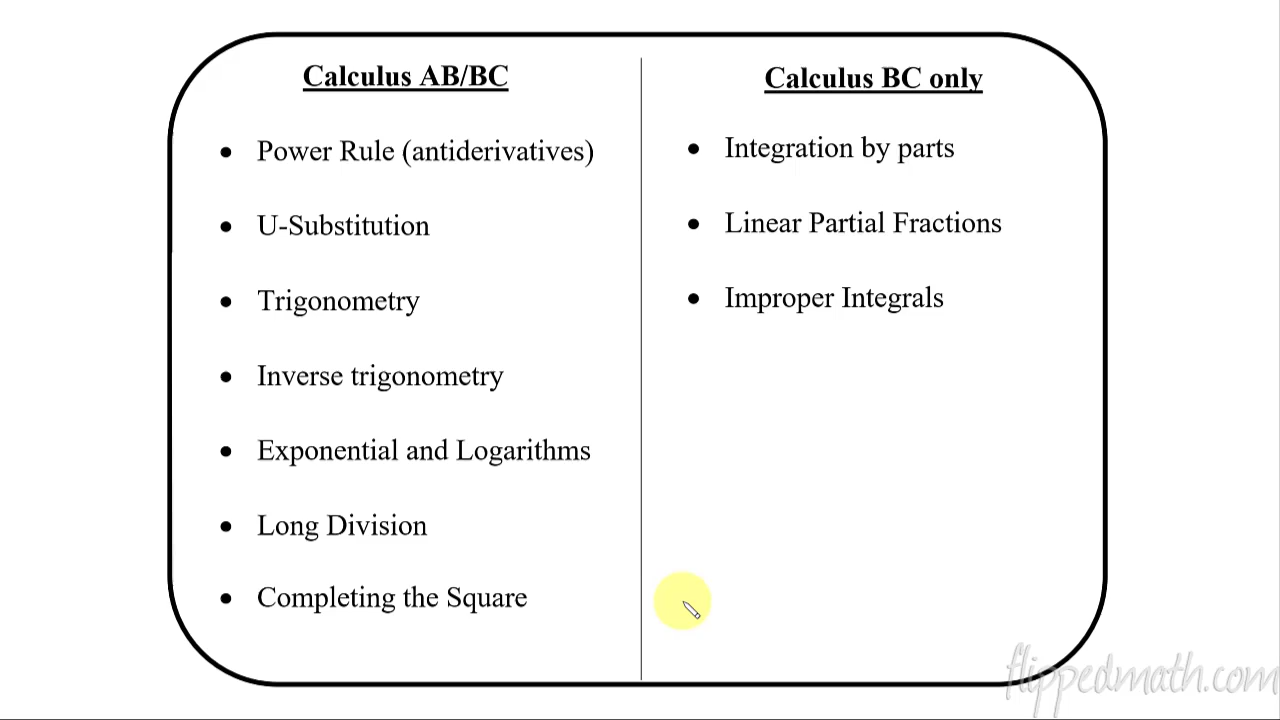 Calculus AB/BC
• Power Rule (antiderivatives)
• U-Substitution
• Trigonometry
• Inverse trigonometry
• Exponential and Logarithms
• Long Division
• Completing the Square
Calculus BC only
• Integration by parts
• Linear Partial Fractions
• Improper Integrals
flippedmath.com